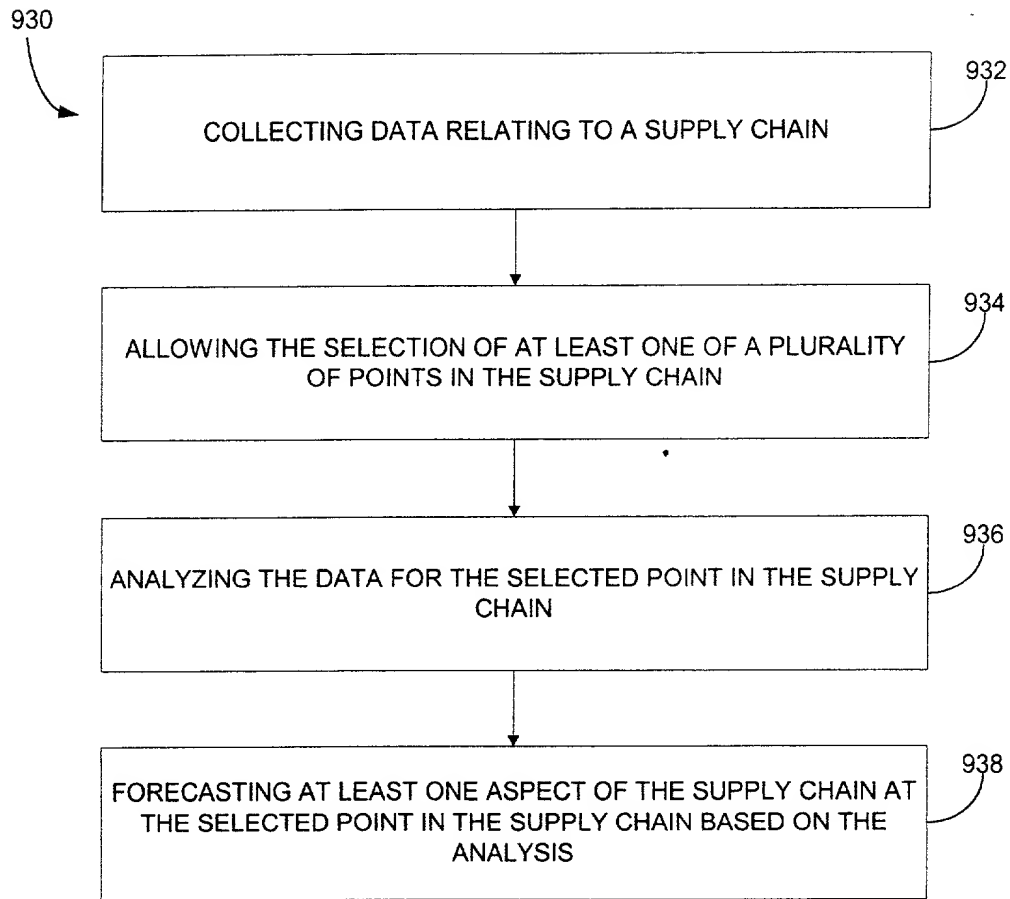 930
932
COLLECTING DATA RELATING TO A SUPPLY CHAIN
934
ALLOWING THE SELECTION OF AT LEAST ONE OF A PLURALITY
OF POINTS IN THE SUPPLY CHAIN
936
ANALYZING THE DATA FOR THE SELECTED POINT IN THE SUPPLY
CHAIN
938
FORECASTING AT LEAST ONE ASPECT OF THE SUPPLY CHAIN AT
THE SELECTED POINT IN THE SUPPLY CHAIN BASED ON THE
ANALYSIS